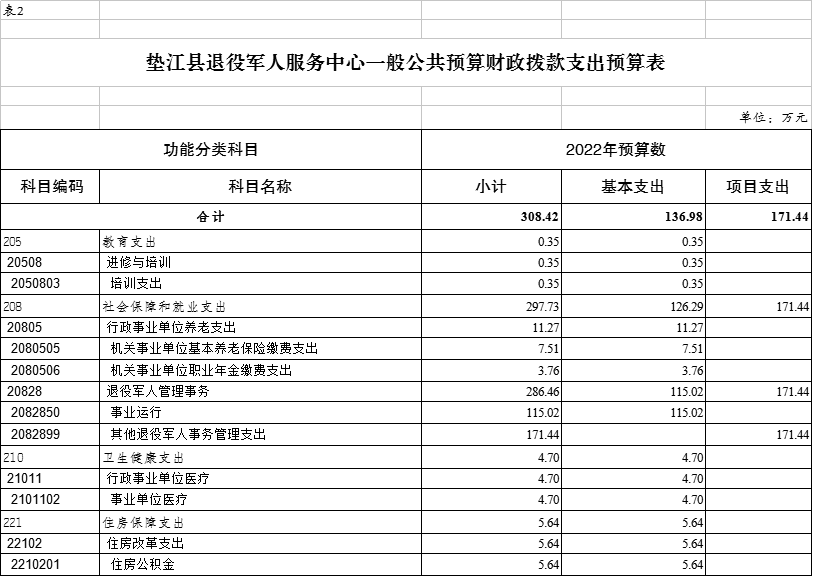 表2
垫江县退役军人服务中心一般公共预算财政拨款支出预算表
单位：万元
功能分类科目 2022年预算数
科目编码 科目名称 小计 基本支出 项目支出
合计 308.42 136.98 171.44
205 教育支出 0.35 0.35
20508 进修与培训 0.35 0.35
2050803 培训支出 0.35 0.35
208 社会保障和就业支出 297.73 126.29 171.44
20805 行政事业单位养老支出 11.27 11.27
2080505 机关事业单位基本养老保险缴费支出 7.51 7.51
2080506 机关事业单位职业年金缴费支出 3.76 3.76
20828 退役军人管理事务 286.46 115.02 171.44
2082850 事业运行 115.02 115.02
2082899 其他退役军人事务管理支出 171.44 171.44
210 卫生健康支出 4.70 4.70
21011 行政事业单位医疗 4.70 4.70
2101102 事业单位医疗 4.70 4.70
221 住房保障支出 5.64 5.64
22102 住房改革支出 5.64 5.64
2210201 住房公积金 5.64 5.64